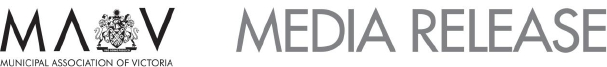 MAV MEDIA RELEASE
MUNICIPAL ASSOCIATION OF VICTORIA